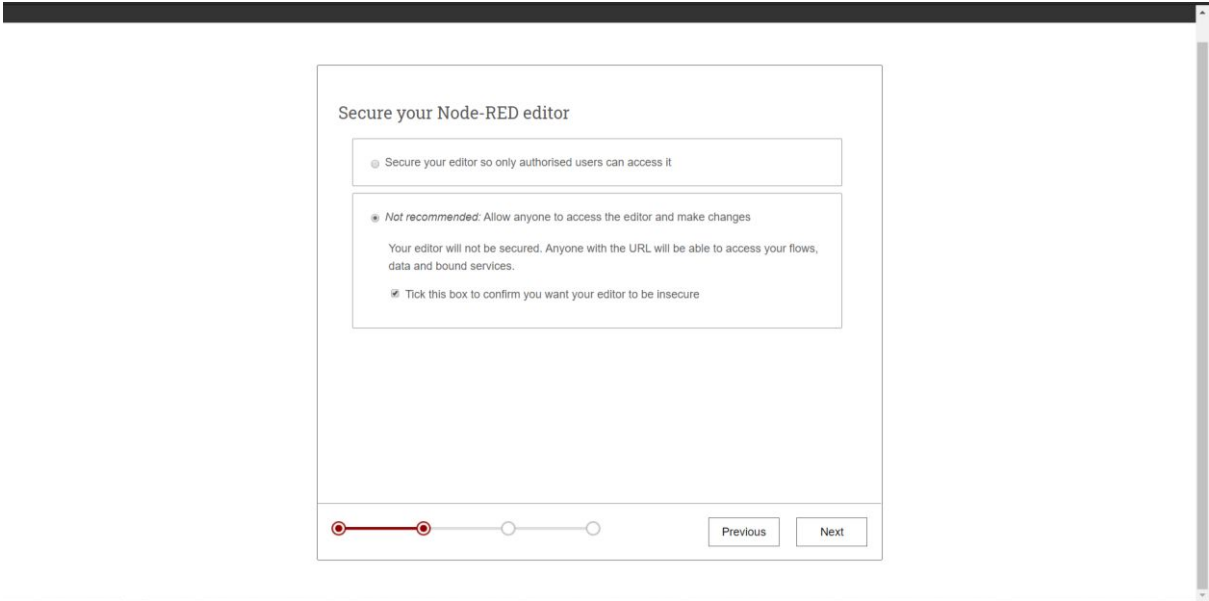 Secure your Node-RED editor
Secure your editor so only authorised users can access it
Not recommended: Allow anyone to access the editor and make changes
Your editor will not be secured. Anyone with the URL will be able to access your flows,
data and bound services.
Tick this box to confirm you want your editor to be insecure
Previous
Next